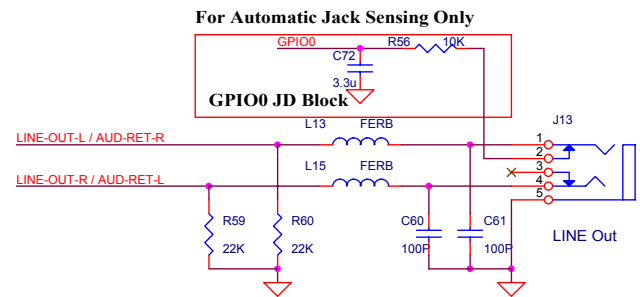 For Automatic Jack Sensing Only
GPIO0
R56
10K
C72
3.3u
GPIO0 JD Block
L13
FERB
J13
LINE-OUT-L / AUD-RET-R
1
2
L15
FERB
3
LINE-OUT-R / AUD-RET-L
4
5
R59
R60
C60
C61
LINE Out
22K
22K
100P
100P